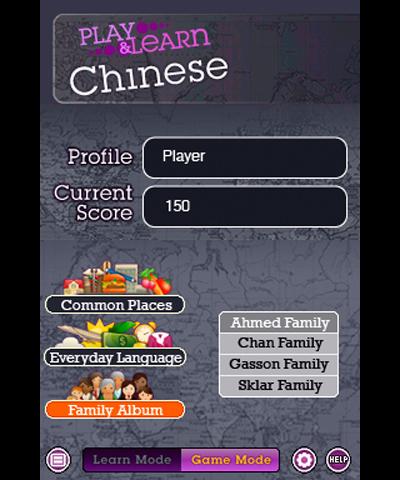 PLAY
&LEARN
Chinese
Profile
Player
Current
Score
150
Common Places
Everyday Language
Family Album
Ahmed Family
Chan Family
Gasson Family
Sklar Family
Learn Mode
Game Mode
HELP